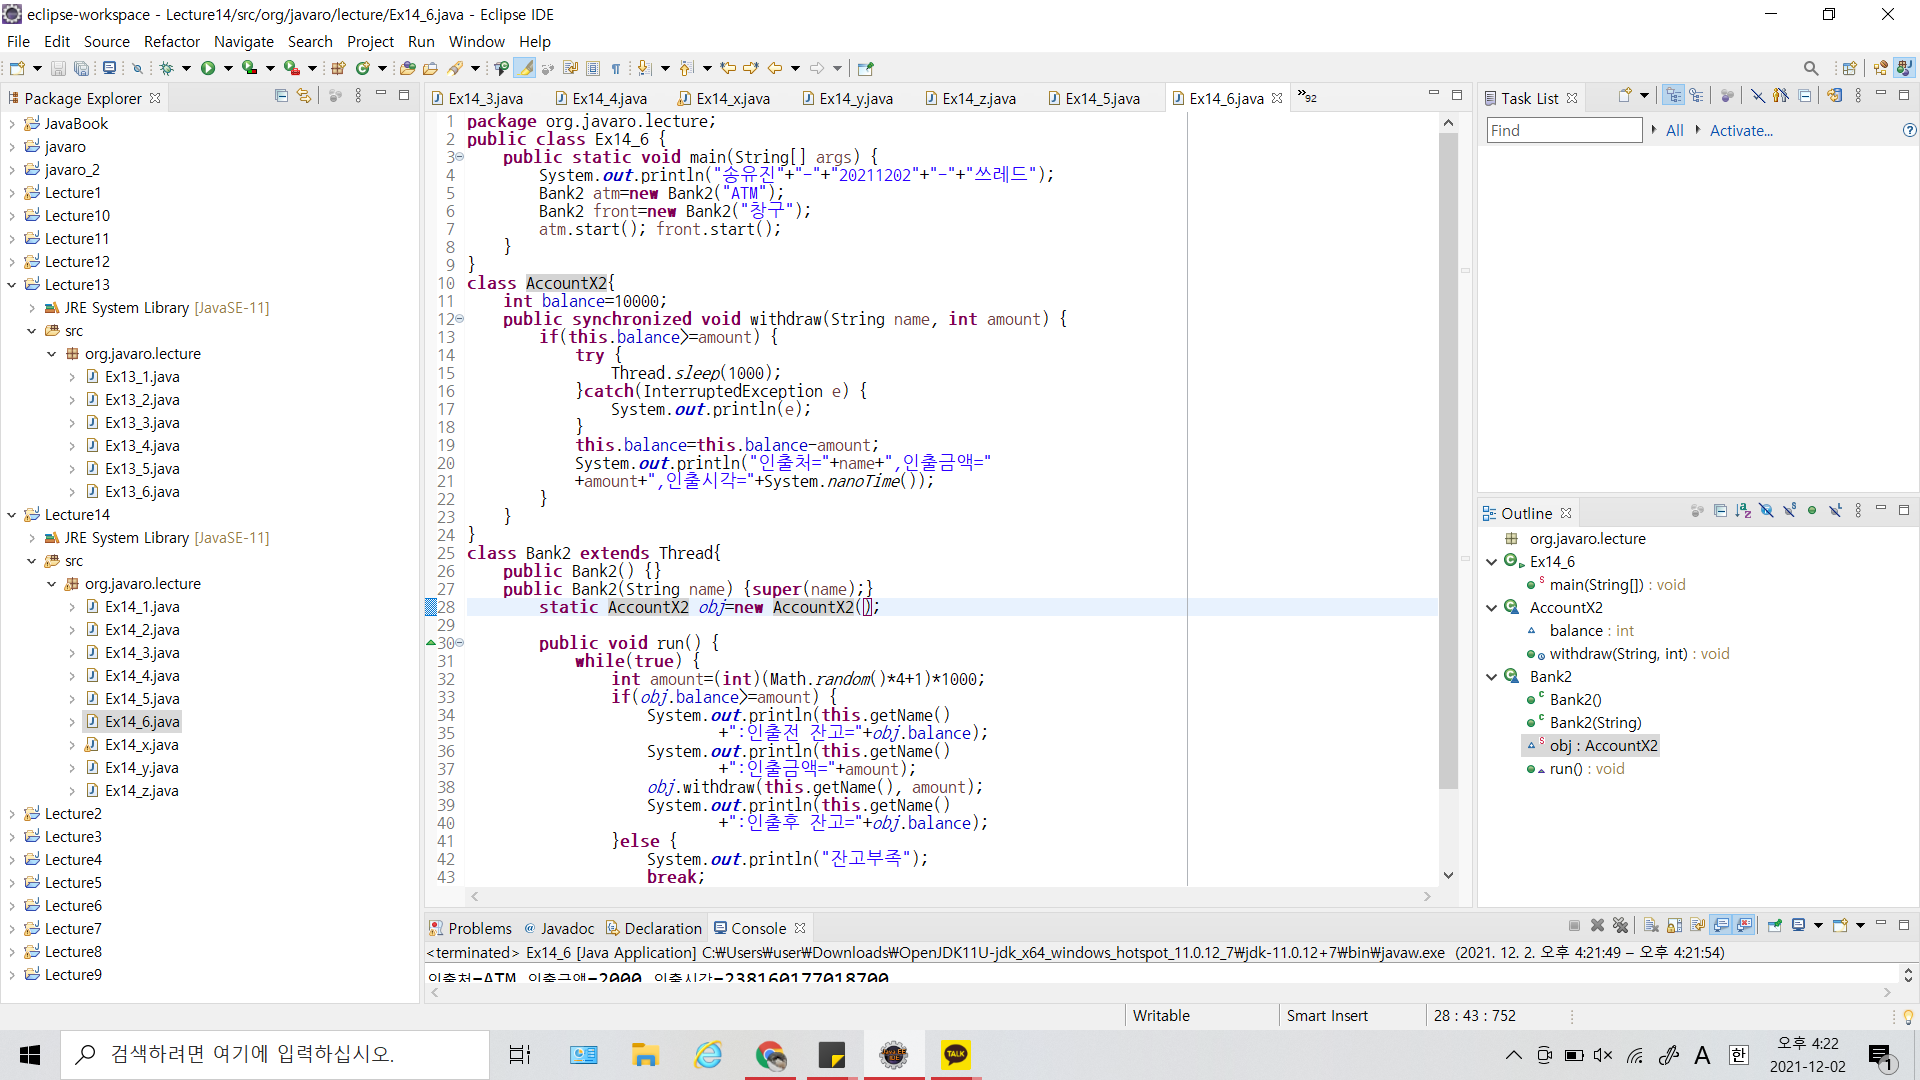 eclipse-workspace - Lecture14/src/org/javaro/lecture/Ex14_6.java - Eclipse IDE
File Edit Source Refactor Navigate Search Project Run Window Help
Package Explorer
JavaBook
javaro
javaro_2
Lecture1
Lecture10
Lecture11
Lecture12
Lecture13
JRE System Library [JavaSE-11]
src
org.javaro.lecture
Ex13_1.java
Ex13_2.java
Ex13_3.java
Ex13_4.java
Ex13_5.java
Ex13_6.java
Lecture14
JRE System Library [JavaSE-11]
src
org.javaro.lecture
Ex14_1.java
Ex14_2.java
Ex14_3.java
Ex14_4.java
Ex14_5.java
Ex14_6.java
Ex14_x.java
Ex14_y.java
Ex14_z.java
Lecture2
Lecture3
Lecture4
Lecture5
Lecture6
Lecture7
Lecture8
Lecture9
Ex14_3.java Ex14_4.java Ex14_x.java Ex14_y.java Ex14_z.java Ex14_5.java Ex14_6.java »92
1 package org.javaro.lecture;
2 public class Ex14_6 {
3 public static void main(String[] args) {
4 System.out.println("송유진"+"-"+"20211202"+"-"+"쓰레드");
5 Bank2 atm=new Bank2("ATM");
6 Bank2 front=new Bank2("창구");
7 atm.start(); front.start();
8 }
9 }
10 class AccountX2{
11 int balance=10000;
12 public synchronized void withdraw(String name, int amount) {
13 if(this.balance>=amount) {
14 try {
15 Thread.sleep(1000);
16 }catch(InterruptedException e) {
17 System.out.println(e);
18 }
19 this.balance=this.balance-amount;
20 System.out.println("인출처="+name+",인출금액="
21 +amount+",인출시각="+System.nanoTime());
22 }
23 }
24 }
25 class Bank2 extends Thread{
26 public Bank2() {}
27 public Bank2(String name) {super(name);}
28 static AccountX2 obj=new AccountX2();
29
30 public void run() {
31 while(true) {
32 int amount=(int)(Math.random()*4+1)*1000;
33 if(obj.balance>=amount) {
34 System.out.println(this.getName()
35 +":인출전 잔고="+obj.balance);
36 System.out.println(this.getName()
37 +":인출금액="+amount);
38 obj.withdraw(this.getName(), amount);
39 System.out.println(this.getName()
40 +":인출후 잔고="+obj.balance);
41 }else {
42 System.out.println("잔고부족");
43 break;
Problems @ Javadoc Declaration Console
<terminated> Ex14_6 [Java Application] C:₩Users₩user₩Downloads₩OpenJDK11U-jdk_x64_windows_hotspot_11.0.12_7₩jdk-11.0.12+7₩bin₩javaw.exe (2021. 12. 2. 오후 4:21:49 – 오후 4:21:54)
인출처=ATM,인출금액=2000,인출시각=238160177018700
Task List
Find All Activate...
Outline
org.javaro.lecture
Ex14_6
main(String[]) : void
AccountX2
balance : int
withdraw(String, int) : void
Bank2
Bank2()
Bank2(String)
obj : AccountX2
run() : void
Writable Smart Insert 28 : 43 : 752
검색하려면 여기에 입력하십시오.
TALK
A 한
오후 4:22
2021-12-02
1